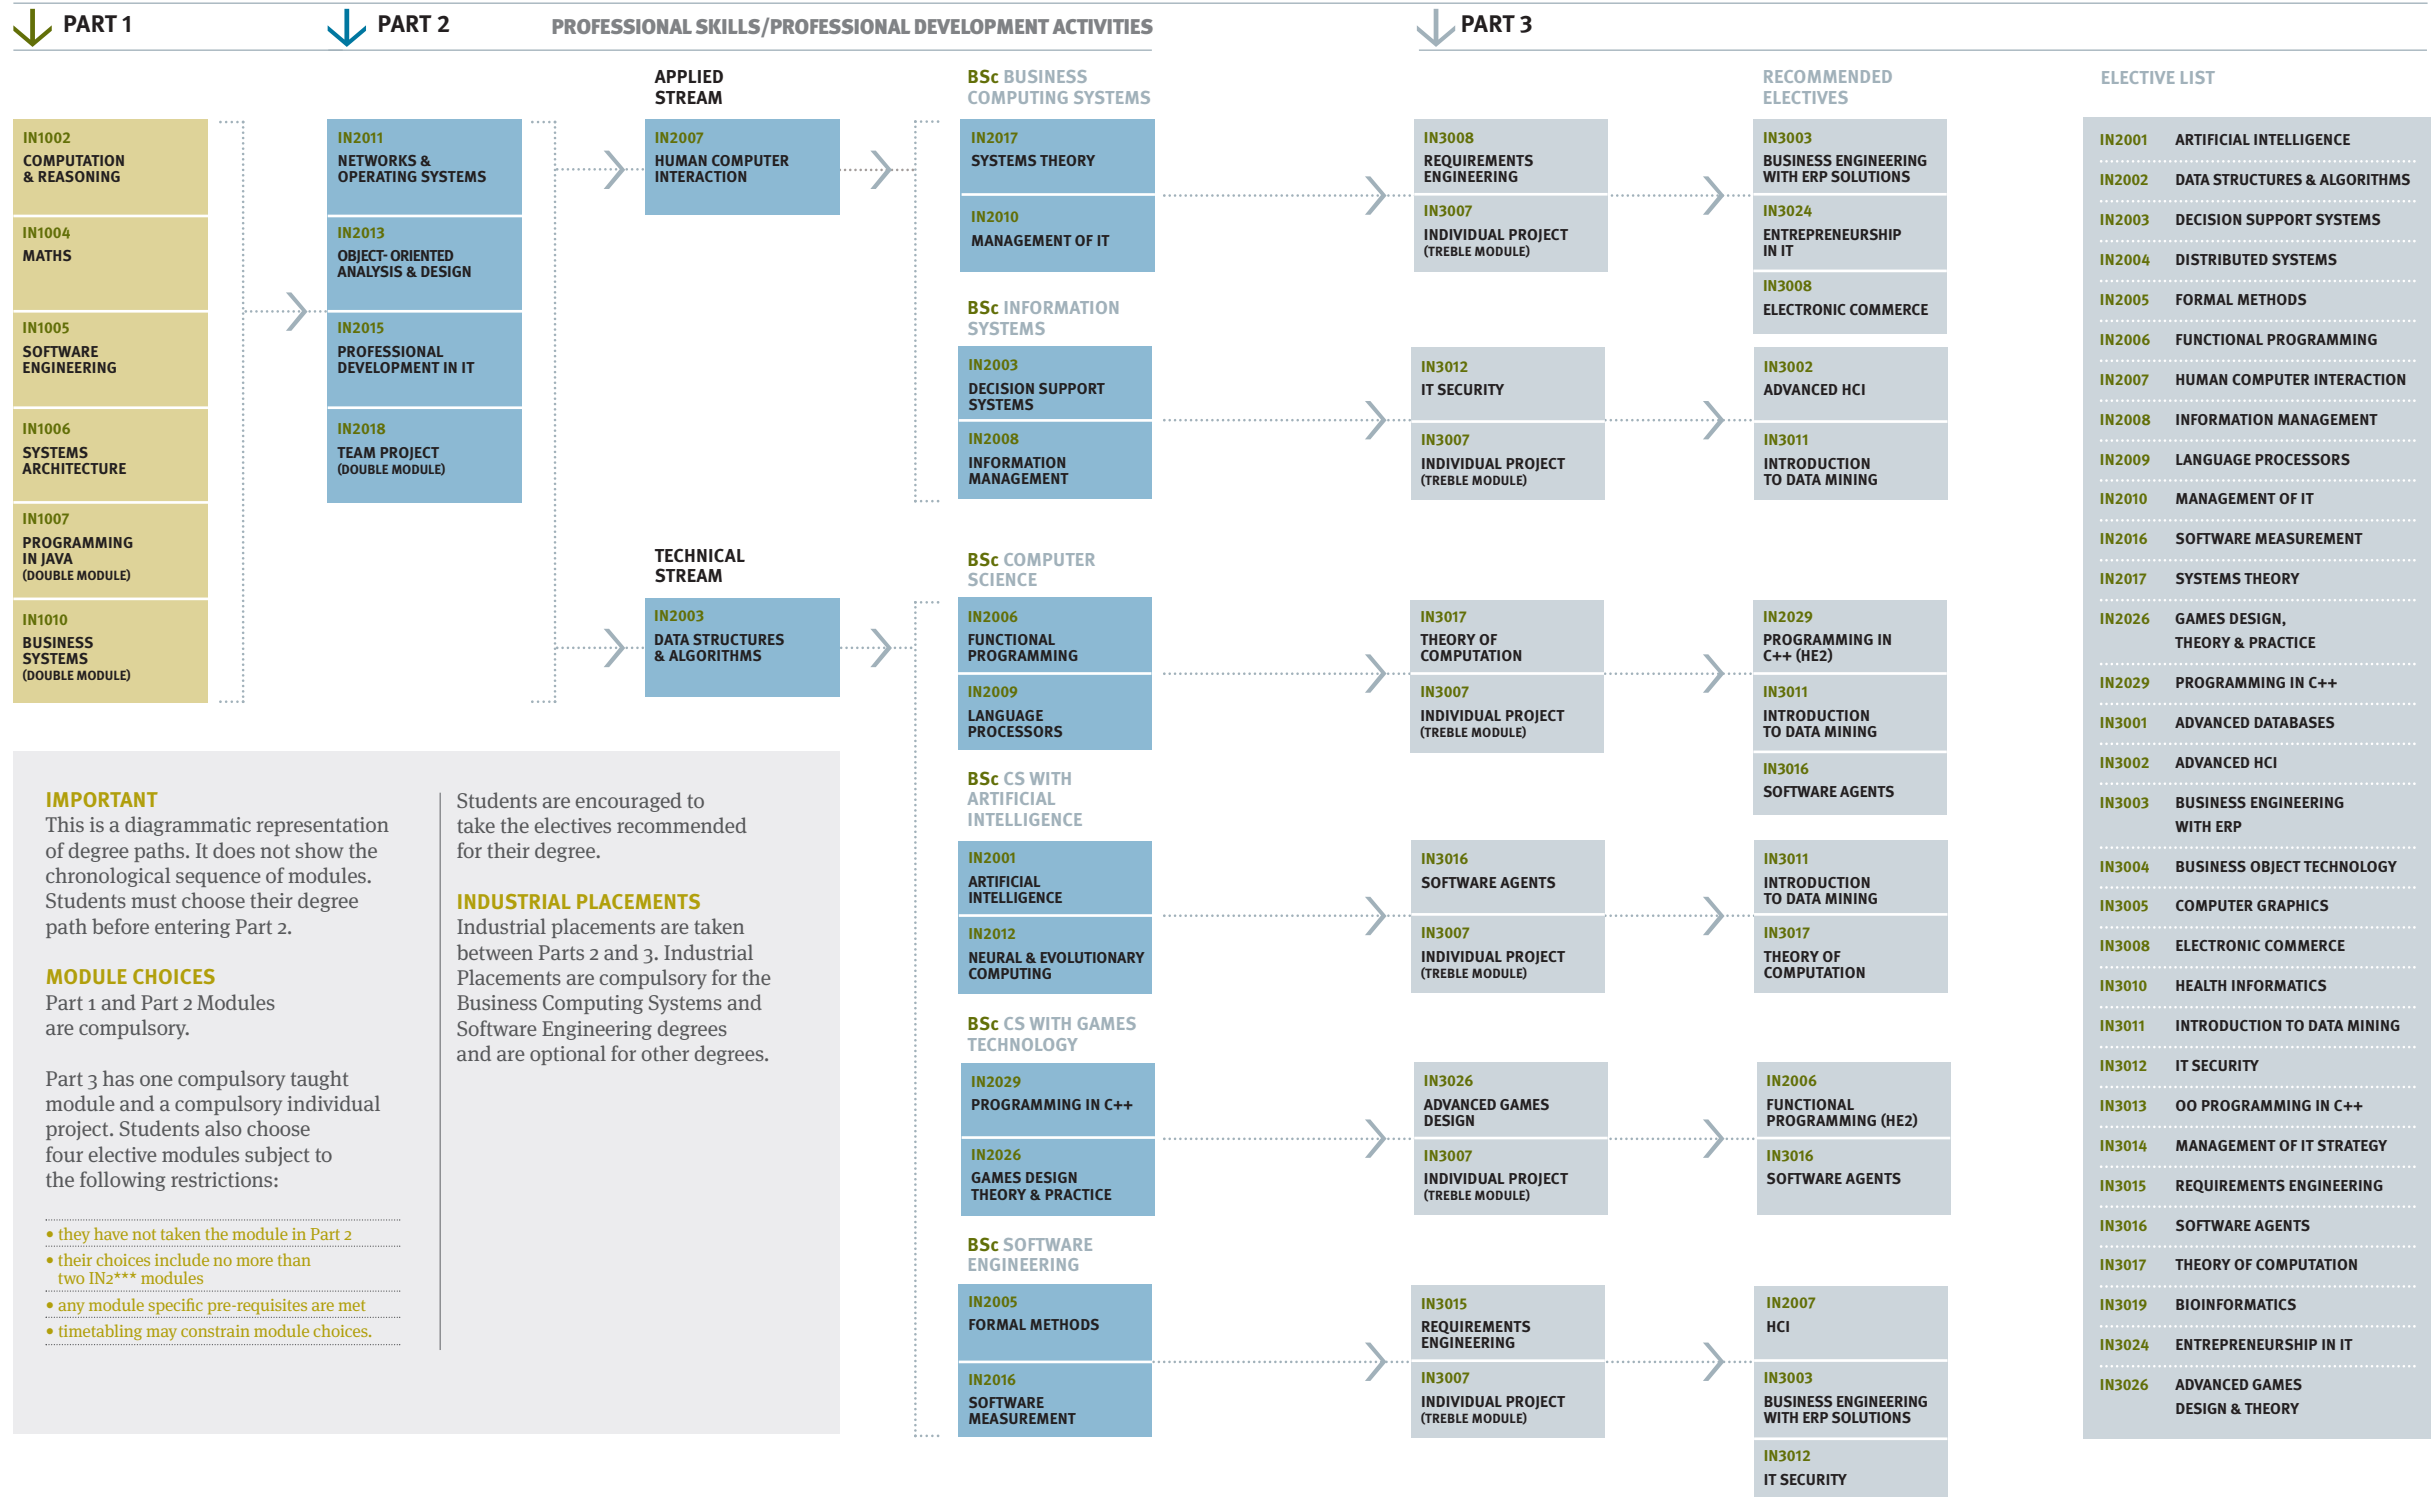 PART 1
PART 2
PROFESSIONAL SKILLS/PROFESSIONAL DEVELOPMENT ACTIVITIES
PART 3
IN1002
COMPUTATION
& REASONING
IN1004
MATHS
IN1005
SOFTWARE
ENGINEERING
IN1006
SYSTEMS
ARCHITECTURE
IN1007
PROGRAMMING
IN JAVA
(DOUBLE MODULE)
IN1010
BUSINESS
SYSTEMS
(DOUBLE MODULE)
IN2011
NETWORKS &
OPERATING SYSTEMS
IN2013
OBJECT- ORIENTED
ANALYSIS & DESIGN
IN2015
PROFESSIONAL
DEVELOPMENT IN IT
IN2018
TEAM PROJECT
(DOUBLE MODULE)
APPLIED
STREAM
IN2007
HUMAN COMPUTER
INTERACTION
TECHNICAL
STREAM
IN2003
DATA STRUCTURES
& ALGORITHMS
BSc BUSINESS
COMPUTING SYSTEMS
IN2017
SYSTEMS THEORY
IN2010
MANAGEMENT OF IT
BSc INFORMATION
SYSTEMS
IN2003
DECISION SUPPORT
SYSTEMS
IN2008
INFORMATION
MANAGEMENT
BSc COMPUTER
SCIENCE
IN2006
FUNCTIONAL
PROGRAMMING
IN2009
LANGUAGE
PROCESSORS
BSc CS WITH
ARTIFICIAL
INTELLIGENCE
IN2001
ARTIFICIAL
INTELLIGENCE
IN2012
NEURAL & EVOLUTIONARY
COMPUTING
BSc CS WITH GAMES
TECHNOLOGY
IN2029
PROGRAMMING IN C++
IN2026
GAMES DESIGN
THEORY & PRACTICE
BSc SOFTWARE
ENGINEERING
IN2005
FORMAL METHODS
IN2016
SOFTWARE
MEASUREMENT
IN3008
REQUIREMENTS
ENGINEERING
IN3007
INDIVIDUAL PROJECT
(TREBLE MODULE)
IN3012
IT SECURITY
IN3007
INDIVIDUAL PROJECT
(TREBLE MODULE)
IN3017
THEORY OF
COMPUTATION
IN3007
INDIVIDUAL PROJECT
(TREBLE MODULE)
IN3016
SOFTWARE AGENTS
IN3007
INDIVIDUAL PROJECT
(TREBLE MODULE)
IN3026
ADVANCED GAMES
DESIGN
IN3007
INDIVIDUAL PROJECT
(TREBLE MODULE)
IN3015
REQUIREMENTS
ENGINEERING
IN3007
INDIVIDUAL PROJECT
(TREBLE MODULE)
RECOMMENDED
ELECTIVES
IN3003
BUSINESS ENGINEERING
WITH ERP SOLUTIONS
IN3024
ENTREPRENEURSHIP
IN IT
IN3008
ELECTRONIC COMMERCE
IN3002
ADVANCED HCI
IN3011
INTRODUCTION
TO DATA MINING
IN2029
PROGRAMMING IN
C++ (HE2)
IN3011
INTRODUCTION
TO DATA MINING
IN3016
SOFTWARE AGENTS
IN3011
INTRODUCTION
TO DATA MINING
IN3017
THEORY OF
COMPUTATION
IN2006
FUNCTIONAL
PROGRAMMING (HE2)
IN3016
SOFTWARE AGENTS
IN2007
HCI
IN3003
BUSINESS ENGINEERING
WITH ERP SOLUTIONS
IN3012
IT SECURITY
ELECTIVE LIST
IN2001 ARTIFICIAL INTELLIGENCE
IN2002 DATA STRUCTURES & ALGORITHMS
IN2003 DECISION SUPPORT SYSTEMS
IN2004 DISTRIBUTED SYSTEMS
IN2005 FORMAL METHODS
IN2006 FUNCTIONAL PROGRAMMING
IN2007 HUMAN COMPUTER INTERACTION
IN2008 INFORMATION MANAGEMENT
IN2009 LANGUAGE PROCESSORS
IN2010 MANAGEMENT OF IT
IN2016 SOFTWARE MEASUREMENT
IN2017 SYSTEMS THEORY
IN2026 GAMES DESIGN,
THEORY & PRACTICE
IN2029 PROGRAMMING IN C++
IN3001 ADVANCED DATABASES
IN3002 ADVANCED HCI
IN3003 BUSINESS ENGINEERING
WITH ERP
IN3004 BUSINESS OBJECT TECHNOLOGY
IN3005 COMPUTER GRAPHICS
IN3008 ELECTRONIC COMMERCE
IN3010 HEALTH INFORMATICS
IN3011 INTRODUCTION TO DATA MINING
IN3012 IT SECURITY
IN3013 OO PROGRAMMING IN C++
IN3014 MANAGEMENT OF IT STRATEGY
IN3015 REQUIREMENTS ENGINEERING
IN3016 SOFTWARE AGENTS
IN3017 THEORY OF COMPUTATION
IN3019 BIOINFORMATICS
IN3024 ENTREPRENEURSHIP IN IT
IN3026 ADVANCED GAMES
DESIGN & THEORY
IMPORTANT
This is a diagrammatic representation
of degree paths. It does not show the
chronological sequence of modules.
Students must choose their degree
path before entering Part 2.
MODULE CHOICES
Part 1 and Part 2 Modules
are compulsory.
Part 3 has one compulsory taught
module and a compulsory individual
project. Students also choose
four elective modules subject to
the following restrictions:
• they have not taken the module in Part 2
• their choices include no more than
two IN2*** modules
• any module specific pre-requisites are met
• timetabling may constrain module choices.
Students are encouraged to
take the electives recommended
for their degree.
INDUSTRIAL PLACEMENTS
Industrial placements are taken
between Parts 2 and 3. Industrial
Placements are compulsory for the
Business Computing Systems and
Software Engineering degrees
and are optional for other degrees.